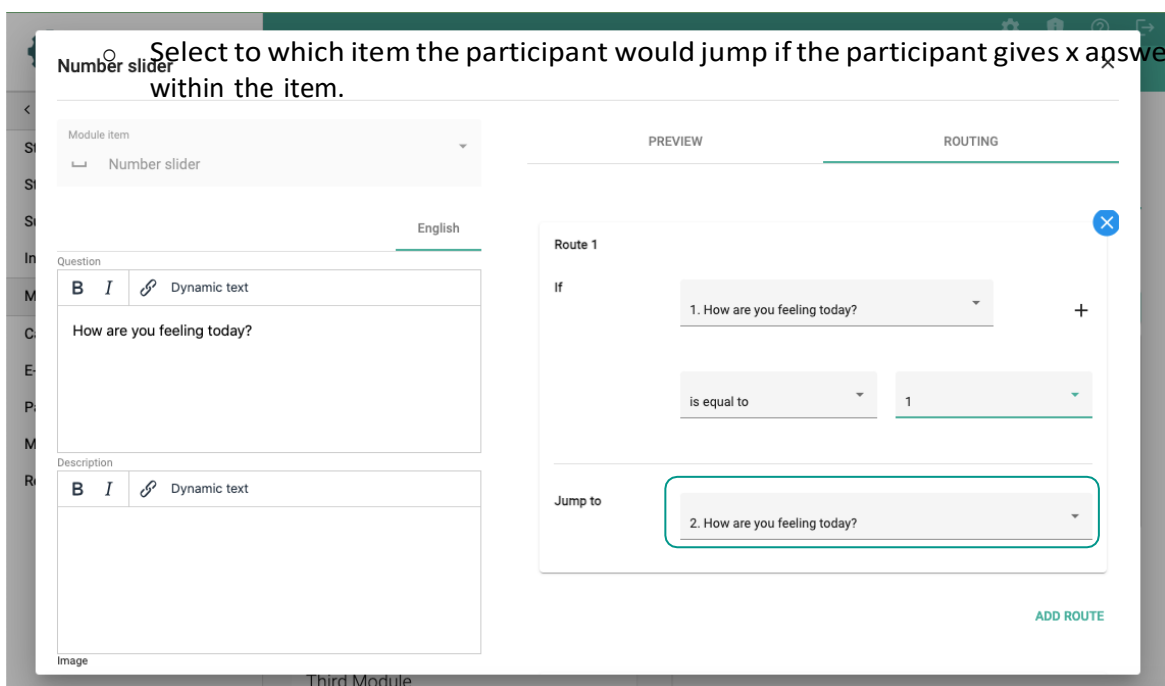 ○ Select to which item the participant would jump if the participant gives x answe
within the item.
Number slider
Module item
Number slider
English
Question
B I Dynamic text
How are you feeling today?
Description
B I Dynamic text
Image
PREVIEW ROUTING
Route 1
If
1. How are you feeling today?
is equal to 1
Jump to
2. How are you feeling today?
ADD ROUTE
Third Module